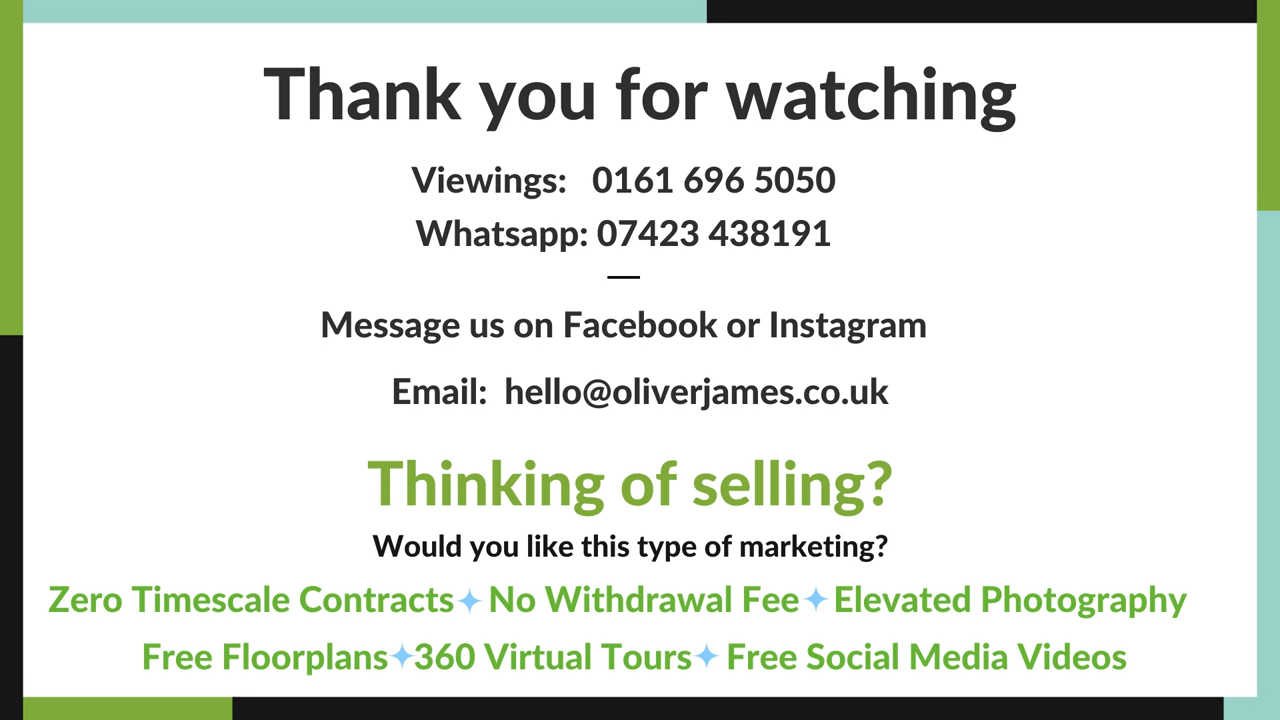 Thank you for watching
Viewings: 0161 696 5050
Whatsapp: 07423 438191
Message us on Facebook or Instagram
Email: hello@oliverjames.co.uk
Thinking of selling?
Would you like this type of marketing?
Zero Timescale Contracts✦ No Withdrawal Fee✦Elevated Photography
Free Floorplans✦360 Virtual Tours✦ Free Social Media Videos